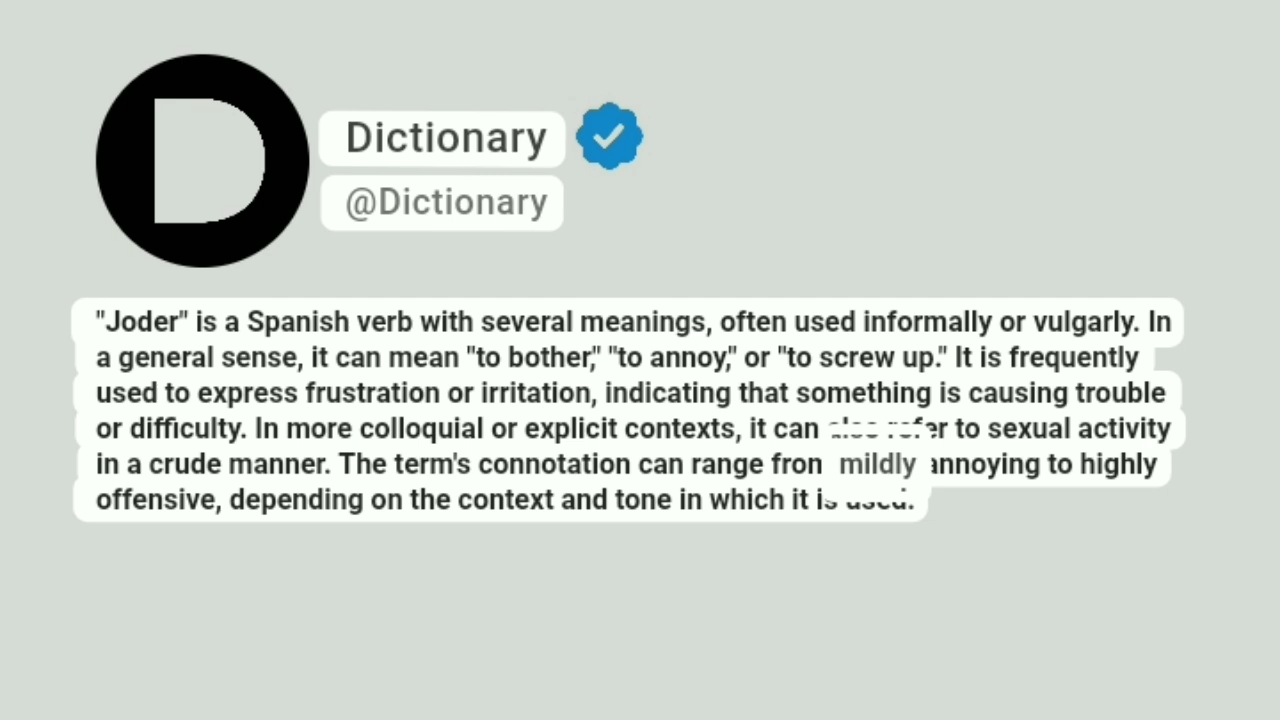 D
Dictionary
@Dictionary
"Joder" is a Spanish verb with several meanings, often used informally or vulgarly. In
a general sense, it can mean "to bother," "to annoy," or "to screw up." It is frequently
used to express frustration or irritation, indicating that something is causing trouble
or difficulty. In more colloquial or explicit contexts, it can also refer to sexual activity
in a crude manner. The term's connotation can range from mildly annoying to highly
offensive, depending on the context and tone in which it is used.